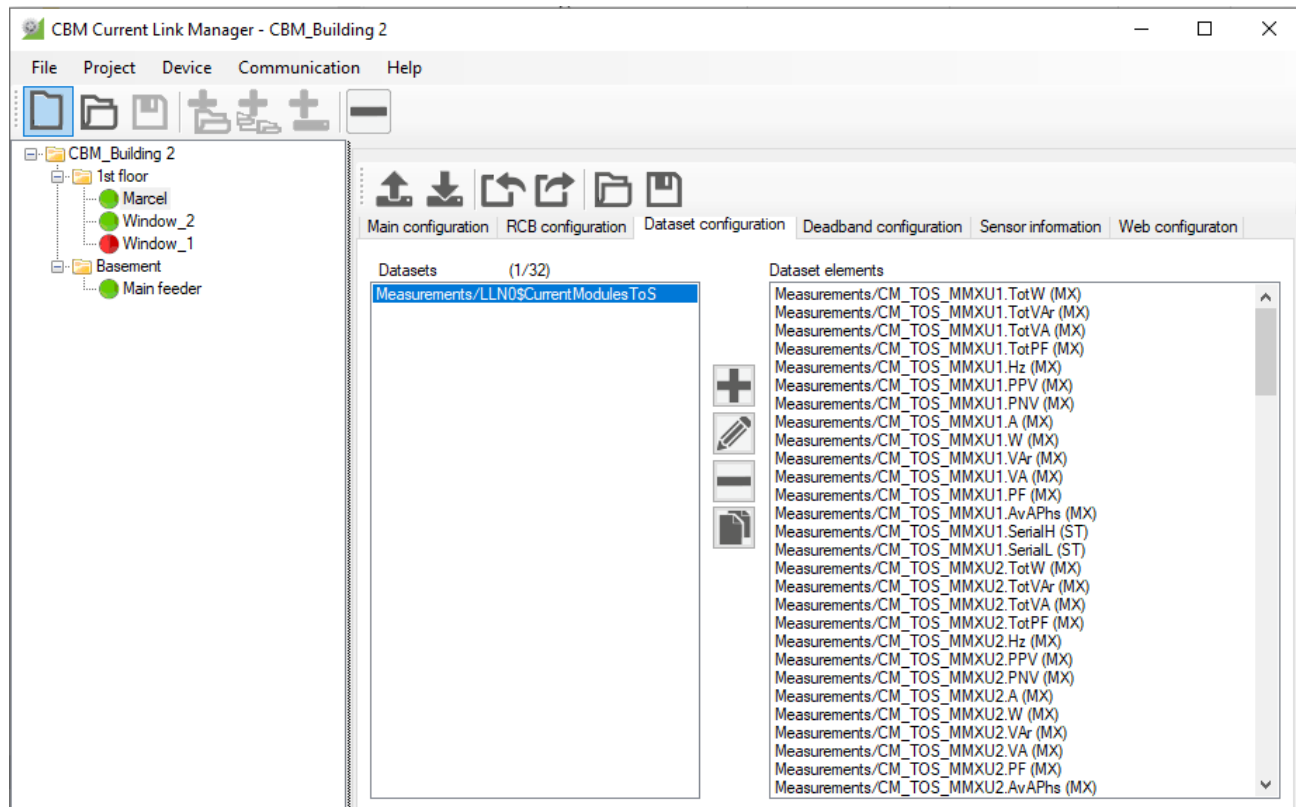 CBM Current Link Manager - CBM_Building 2
File Project Device Communication Help
CBM_Building 2
1st floor
Marcel
Window_2
Window_1
Basement
Main feeder
Main configuration RCB configuration Dataset configuration Deadband configuration Sensor information Web configuraton
Datasets (1/32)
Measurements/LLN0$CurrentModulesToS
Dataset elements
Measurements/CM_TOS_MMXU1.TotW (MX)
Measurements/CM_TOS_MMXU1.TotVAr (MX)
Measurements/CM_TOS_MMXU1.TotVA (MX)
Measurements/CM_TOS_MMXU1.TotPF (MX)
Measurements/CM_TOS_MMXU1.Hz (MX)
Measurements/CM_TOS_MMXU1.PPV (MX)
Measurements/CM_TOS_MMXU1.PNV (MX)
Measurements/CM_TOS_MMXU1.A (MX)
Measurements/CM_TOS_MMXU1.W (MX)
Measurements/CM_TOS_MMXU1.VAr (MX)
Measurements/CM_TOS_MMXU1.VA (MX)
Measurements/CM_TOS_MMXU1.PF (MX)
Measurements/CM_TOS_MMXU1.AvAPhs (MX)
Measurements/CM_TOS_MMXU1.SerialH (ST)
Measurements/CM_TOS_MMXU1.SerialL (ST)
Measurements/CM_TOS_MMXU2.TotW (MX)
Measurements/CM_TOS_MMXU2.TotVAr (MX)
Measurements/CM_TOS_MMXU2.TotVA (MX)
Measurements/CM_TOS_MMXU2.TotPF (MX)
Measurements/CM_TOS_MMXU2.Hz (MX)
Measurements/CM_TOS_MMXU2.PPV (MX)
Measurements/CM_TOS_MMXU2.PNV (MX)
Measurements/CM_TOS_MMXU2.A (MX)
Measurements/CM_TOS_MMXU2.W (MX)
Measurements/CM_TOS_MMXU2.VAr (MX)
Measurements/CM_TOS_MMXU2.VA (MX)
Measurements/CM_TOS_MMXU2.PF (MX)
Measurements/CM_TOS_MMXU2.AvAPhs (MX)